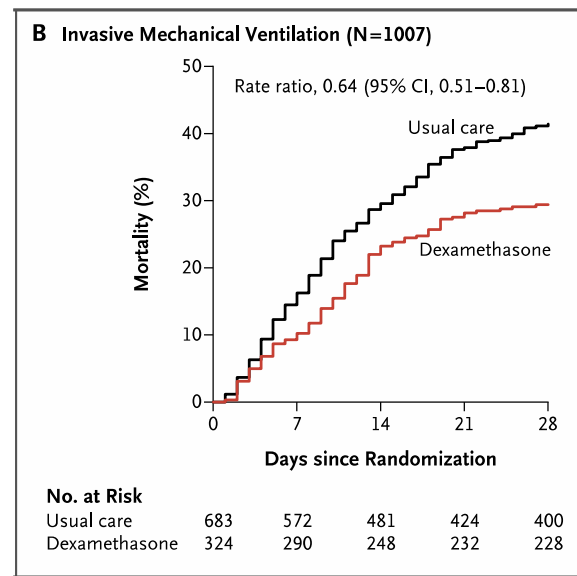 B Invasive Mechanical Ventilation (N=1007)
50
Rate ratio, 0.64 (95% CI, 0.51–0.81)
Usual care
40
30
Dexamethasone
20
10
0
Mortality (%)
0 7 14 21 28
Days since Randomization
No. at Risk
Usual care 683 572 481 424 400
Dexamethasone 324 290 248 232 228